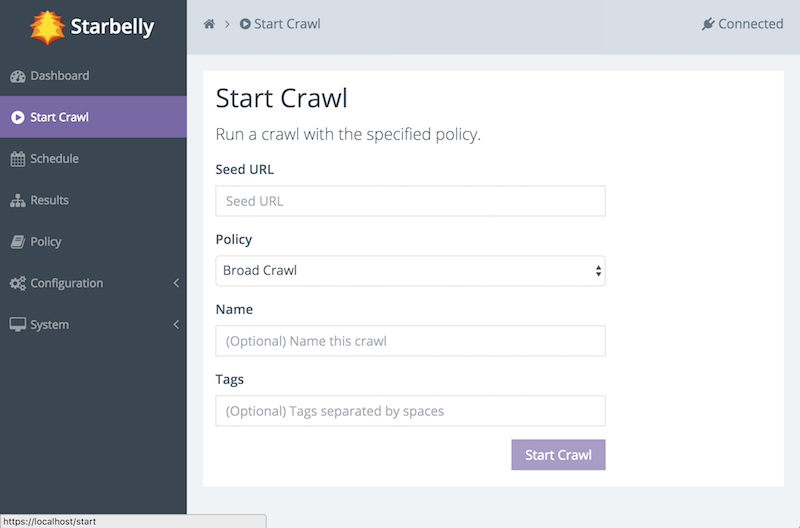 Starbelly
Start Crawl
Connected
Dashboard
Start Crawl
Schedule
Results
Policy
Configuration
System
Start Crawl
Run a crawl with the specified policy.
Seed URL
Seed URL
Policy
Broad Crawl
Name
(Optional) Name this crawl
Tags
(Optional) Tags separated by spaces
Start Crawl
https://localhost/start